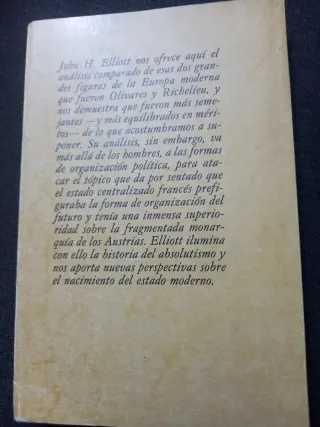 John H. Elliott nos ofrece aquí el
análisis comparado de esas dos gran-
des figuras de la Europa moderna
que fueron Olivares y Richelieu, y
nos demuestra que fueron más seme-
jantes —y más equilibrados en méri-
tos— de lo que acostumbramos a su-
poner. Su análisis, sin embargo, va
más allá de los hombres, a las formas
de organización política, para ata-
car el tópico que da por sentado que
el estado centralizado francés prefi-
guraba la forma de organización del
futuro y tenía una inmensa superio-
ridad sobre la fragmentada monar-
quía de los Austrias. Elliott ilumina
con ello la historia del absolutismo y
nos aporta nuevas perspectivas sobre
el nacimiento del estado moderno.